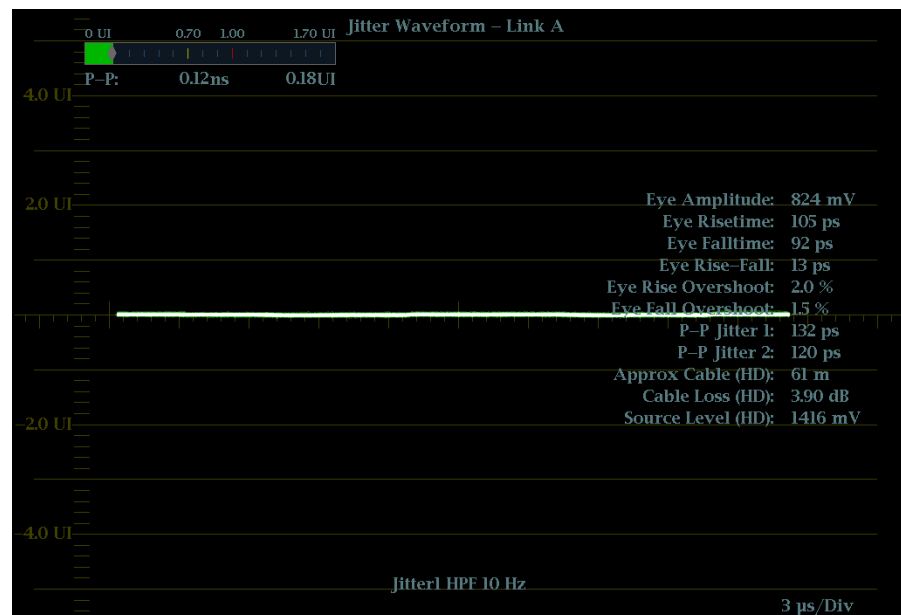 Jitter Waveform – Link A
0 UI 0.70 1.00 1.70 UI
P–P: 0.12ns 0.18UI
4.0 UI
2.0 UI
Eye Amplitude: 824 mV
Eye Risetime: 105 ps
Eye Falltime: 92 ps
Eye Rise–Fall: 13 ps
Eye Rise Overshoot: 2.0 %
Eye Fall Overshoot: 1.5 %
P–P Jitter 1: 132 ps
P–P Jitter 2: 120 ps
Approx Cable (HD): 61 m
Cable Loss (HD): 3.90 dB
Source Level (HD): 1416 mV
-2.0 UI
-4.0 UI
Jitter1 HPF 10 Hz
3 µs/Div